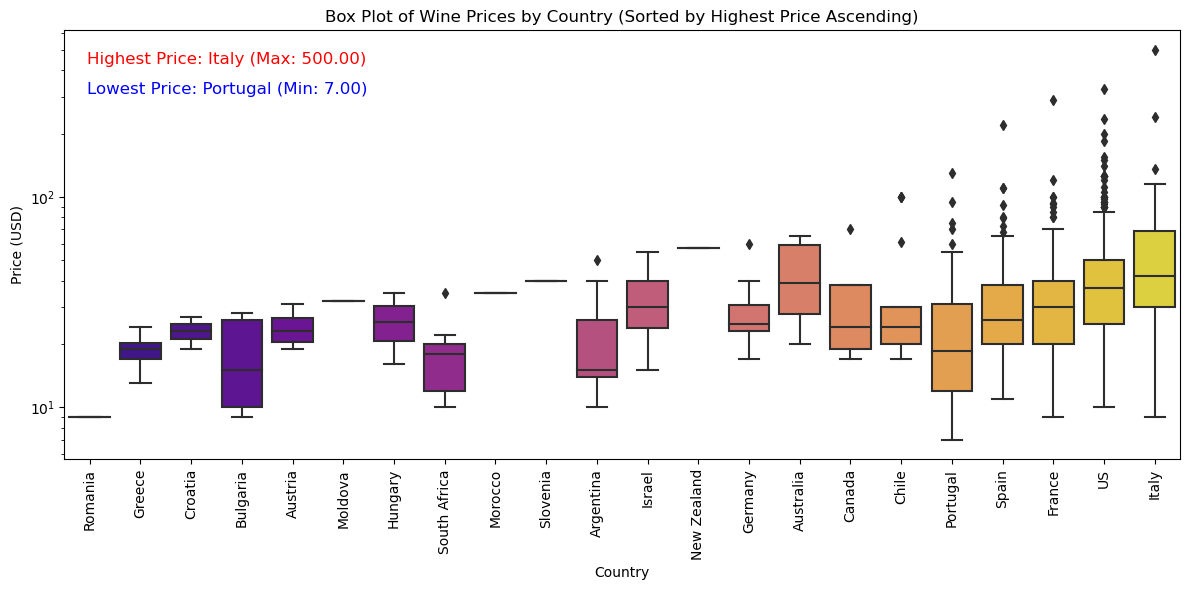 Box Plot of Wine Prices by Country (Sorted by Highest Price Ascending)
Highest Price: Italy (Max: 500.00)
Lowest Price: Portugal (Min: 7.00)
Price (USD)
10²
10¹
Romania
Greece
Croatia
Bulgaria
Austria
Moldova
Hungary
South Africa
Morocco
Slovenia
Argentina
Israel
New Zealand
Germany
Australia
Canada
Chile
Portugal
Spain
France
US
Italy
Country